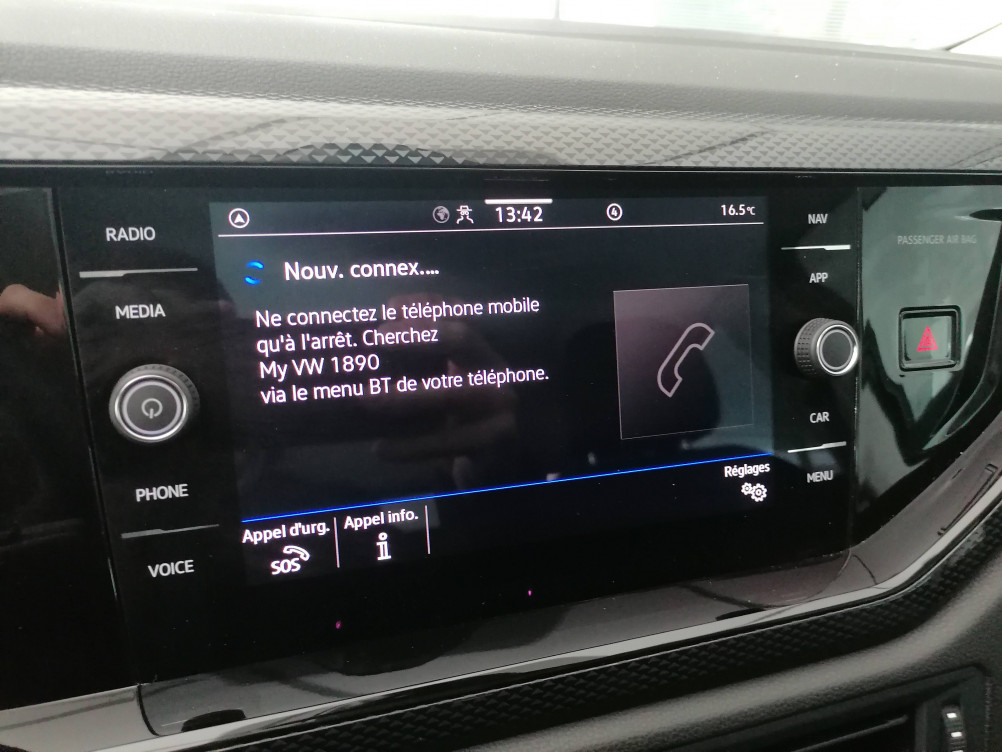 RADIO
MEDIA
PHONE
VOICE
13:42
4
16.5°C
Nouv. connex....
Ne connectez le téléphone mobile
qu'à l'arrêt. Cherchez
My VW 1890
via le menu BT de votre téléphone.
Réglages
Appel d'urg.
SOS
Appel info.
i
NAV
APP
CAR
MENU
PASSENGER AIR BAG